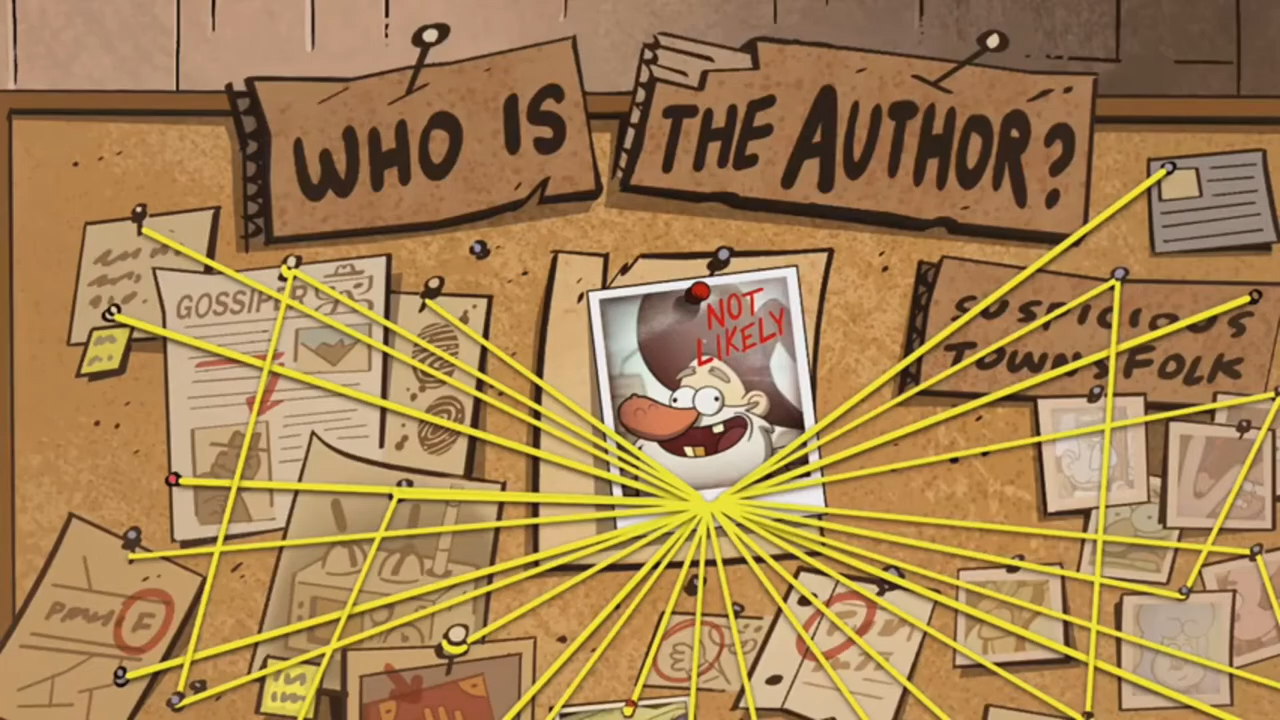 WHO IS
THE AUTHOR?
GOSSIPER
NOT
LIKELY
SUSPICIOUS
TOWNSFOLK
F